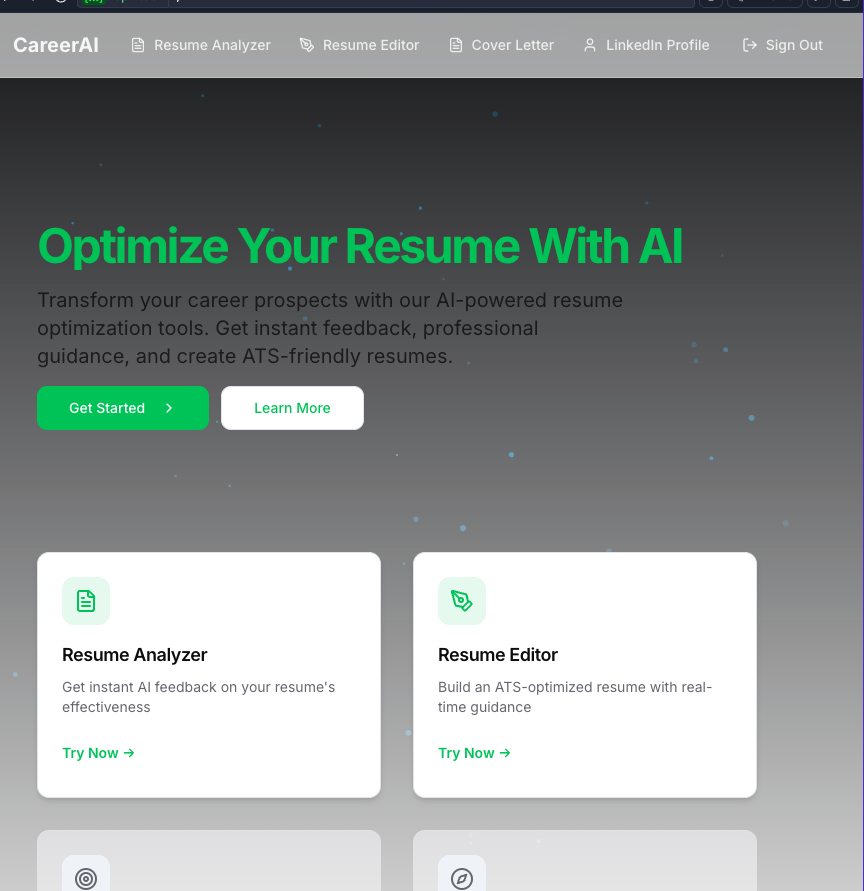 CareerAI
Resume Analyzer
Resume Editor
Cover Letter
LinkedIn Profile
Sign Out
Optimize Your Resume With AI
Transform your career prospects with our AI-powered resume
optimization tools. Get instant feedback, professional
guidance, and create ATS-friendly resumes.
Get Started
Learn More
Resume Analyzer
Get instant AI feedback on your resume's
effectiveness
Try Now →
Resume Editor
Build an ATS-optimized resume with real-
time guidance
Try Now →